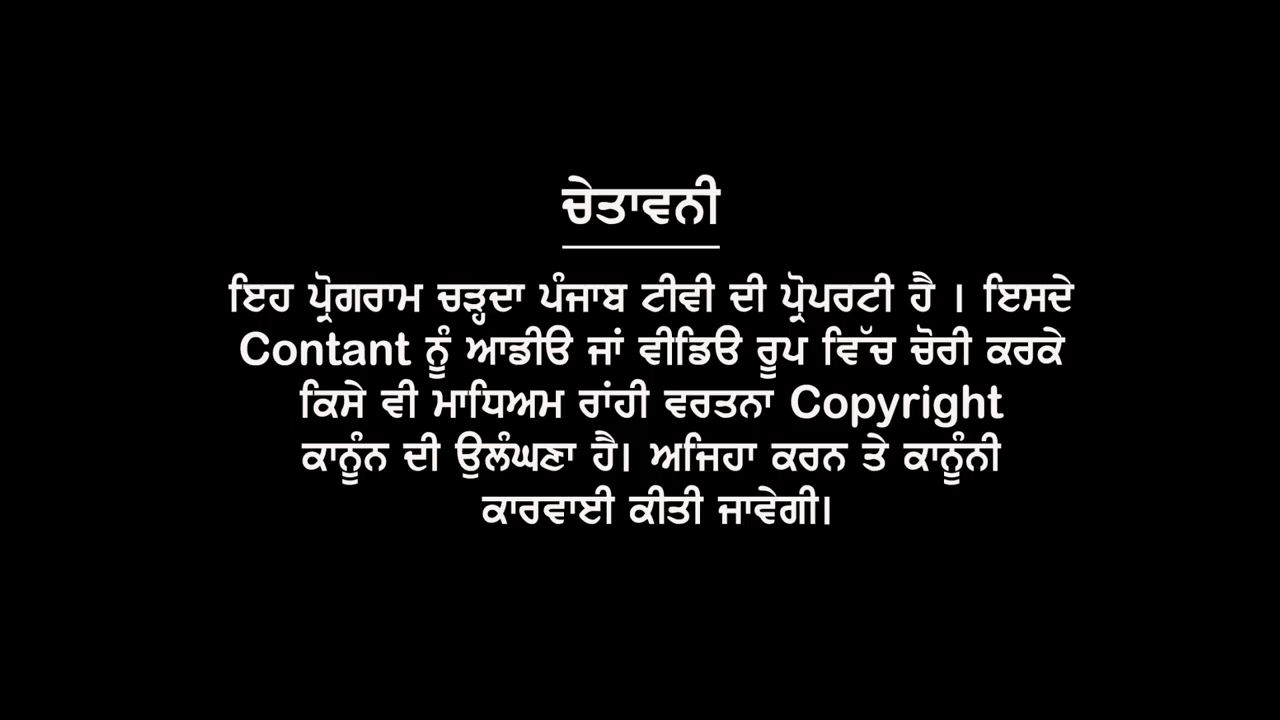 ਚੇਤਾਵਨੀ
ਇਹ ਪ੍ਰੋਗਰਾਮ ਚੜ੍ਹਦਾ ਪੰਜਾਬ ਟੀਵੀ ਦੀ ਪ੍ਰੋਪਰਟੀ ਹੈ । ਇਸਦੇ
Contant ਨੂੰ ਆਡੀੳ ਜਾਂ ਵੀਡਿੳ ਰੂਪ ਵਿੱਚ ਚੋਰੀ ਕਰਕੇ
ਕਿਸੇ ਵੀ ਮਾਧਿਅਮ ਰਾਂਹੀ ਵਰਤਨਾ Copyright
ਕਾਨੂੰਨ ਦੀ ਉਲੰਘਣਾ ਹੈ। ਅਜਿਹਾ ਕਰਨ ਤੇ ਕਾਨੂੰਨੀ
ਕਾਰਵਾਈ ਕੀਤੀ ਜਾਵੇਗੀ।